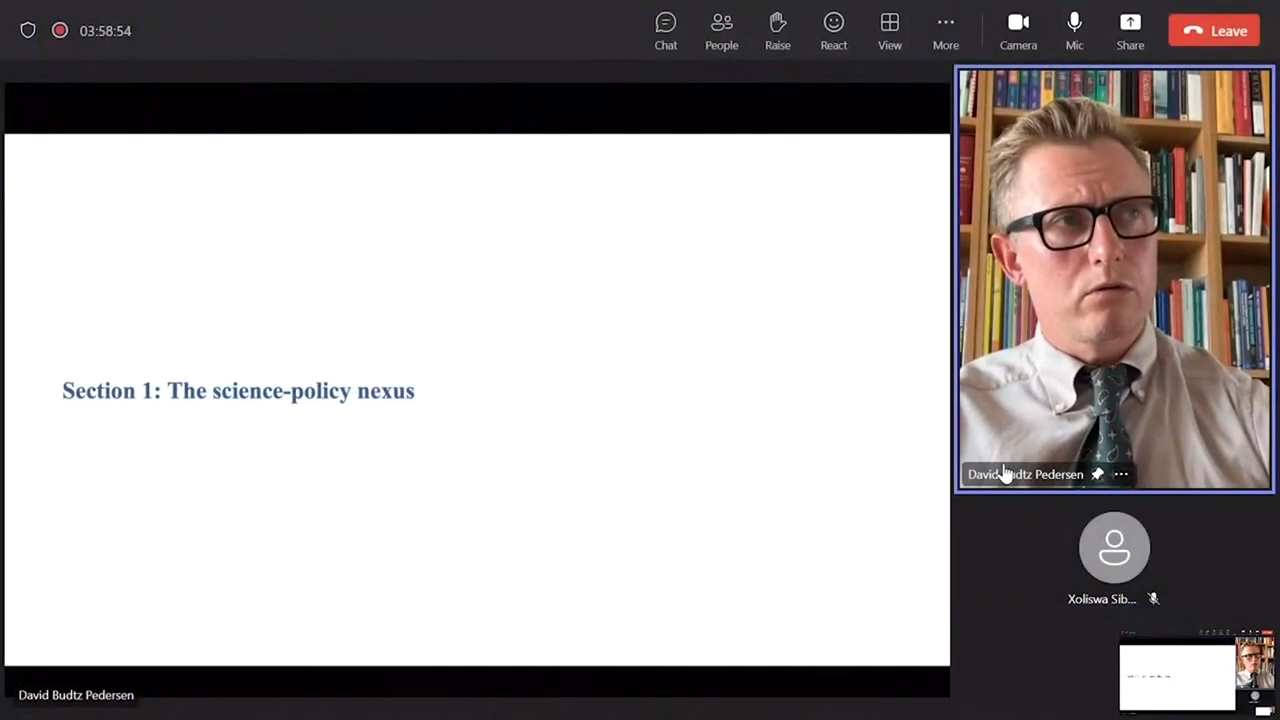 03:58:54
Chat
People
Raise
React
View
More
Camera
Mic
Share
Leave
Section 1: The science-policy nexus
David Budtz Pedersen
Xoliswa Sib...
David Budtz Pedersen